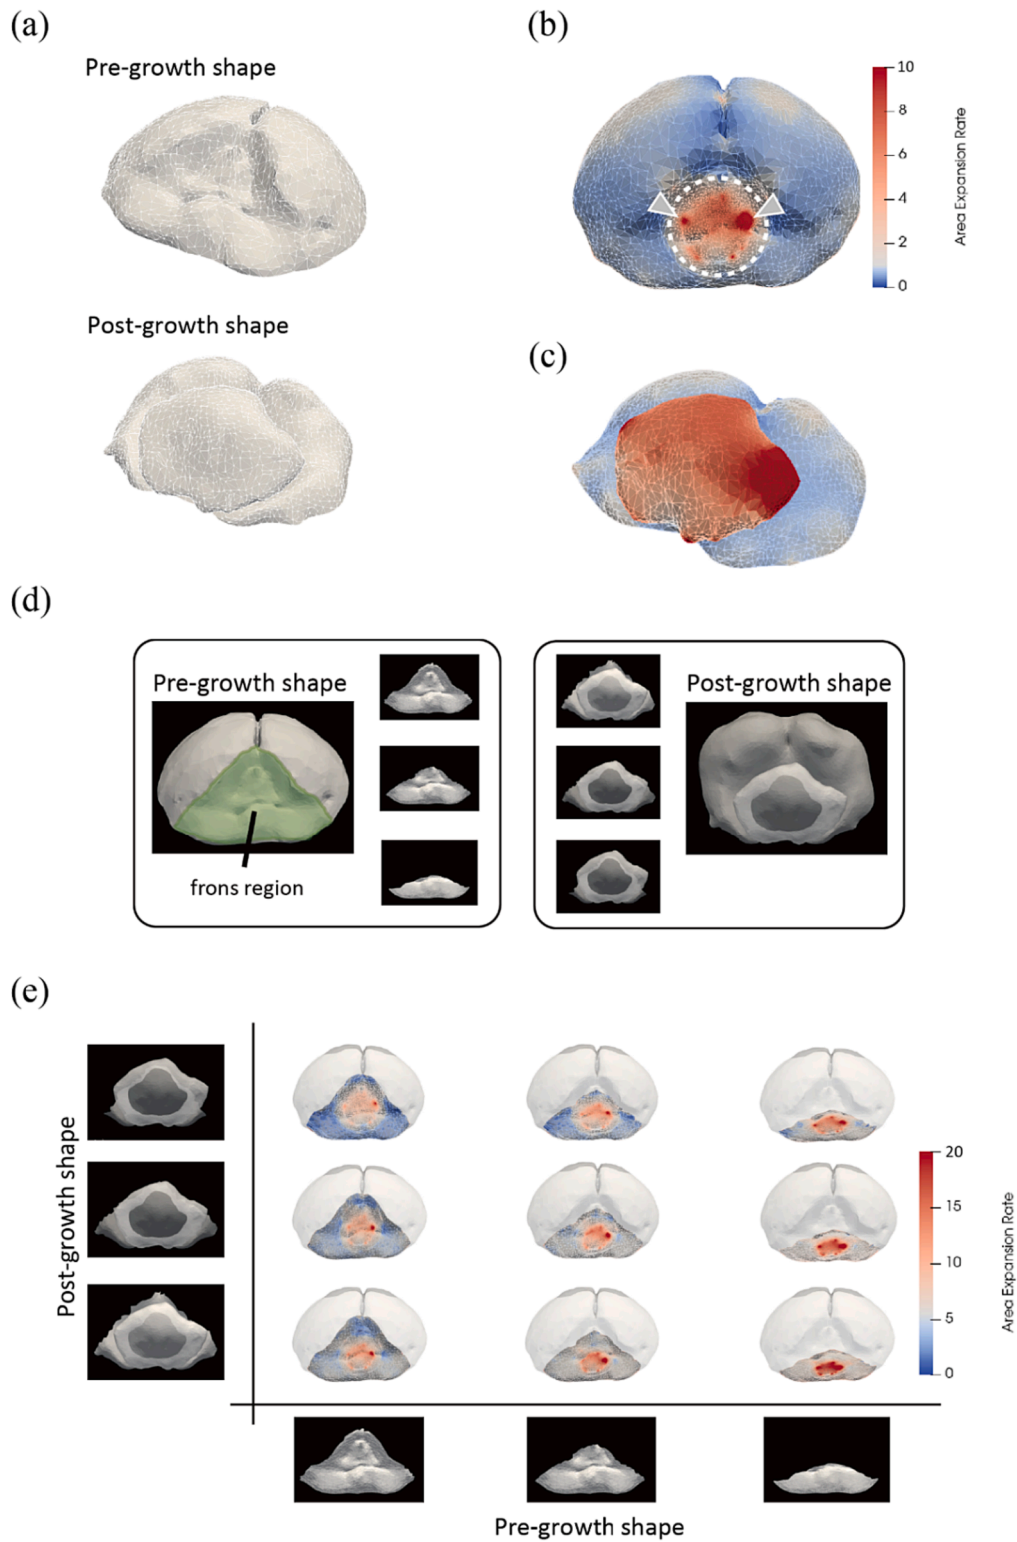 (a)
Pre-growth shape
Post-growth shape
(b)
10
8
6
4
2
0
Area Expansion Rate
(c)
(d)
Pre-growth shape
frons region
Post-growth shape
(e)
Post-growth shape
20
15
10
5
0
Area Expansion Rate
Pre-growth shape